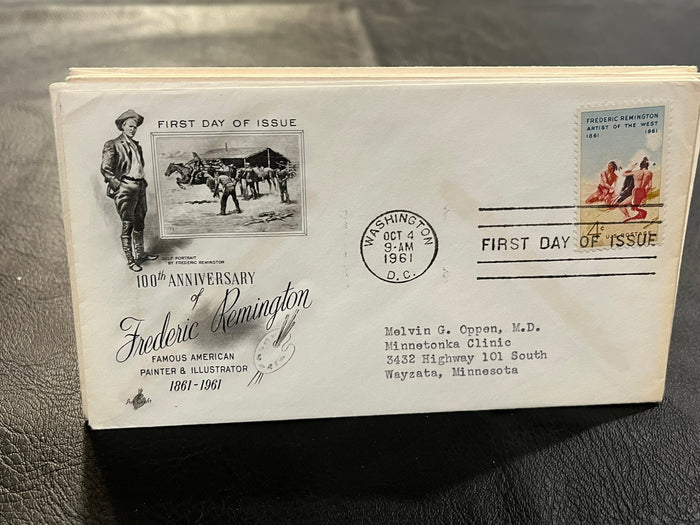 FIRST DAY OF ISSUE
SELF PORTRAIT
BY FREDERIC REMINGTON
100th ANNIVERSARY
of
Frederic Remington
FAMOUS AMERICAN
PAINTER & ILLUSTRATOR
1861-1961
ArtCraft
WASHINGTON
OCT 4
9-AM
1961
D.C.
FREDERIC REMINGTON
ARTIST OF THE WEST
1861 1961
4¢ U.S. POSTAGE
FIRST DAY OF ISSUE
Melvin G. Oppen, M.D.
Minnetonka Clinic
3432 Highway 101 South
Wayzata, Minnesota